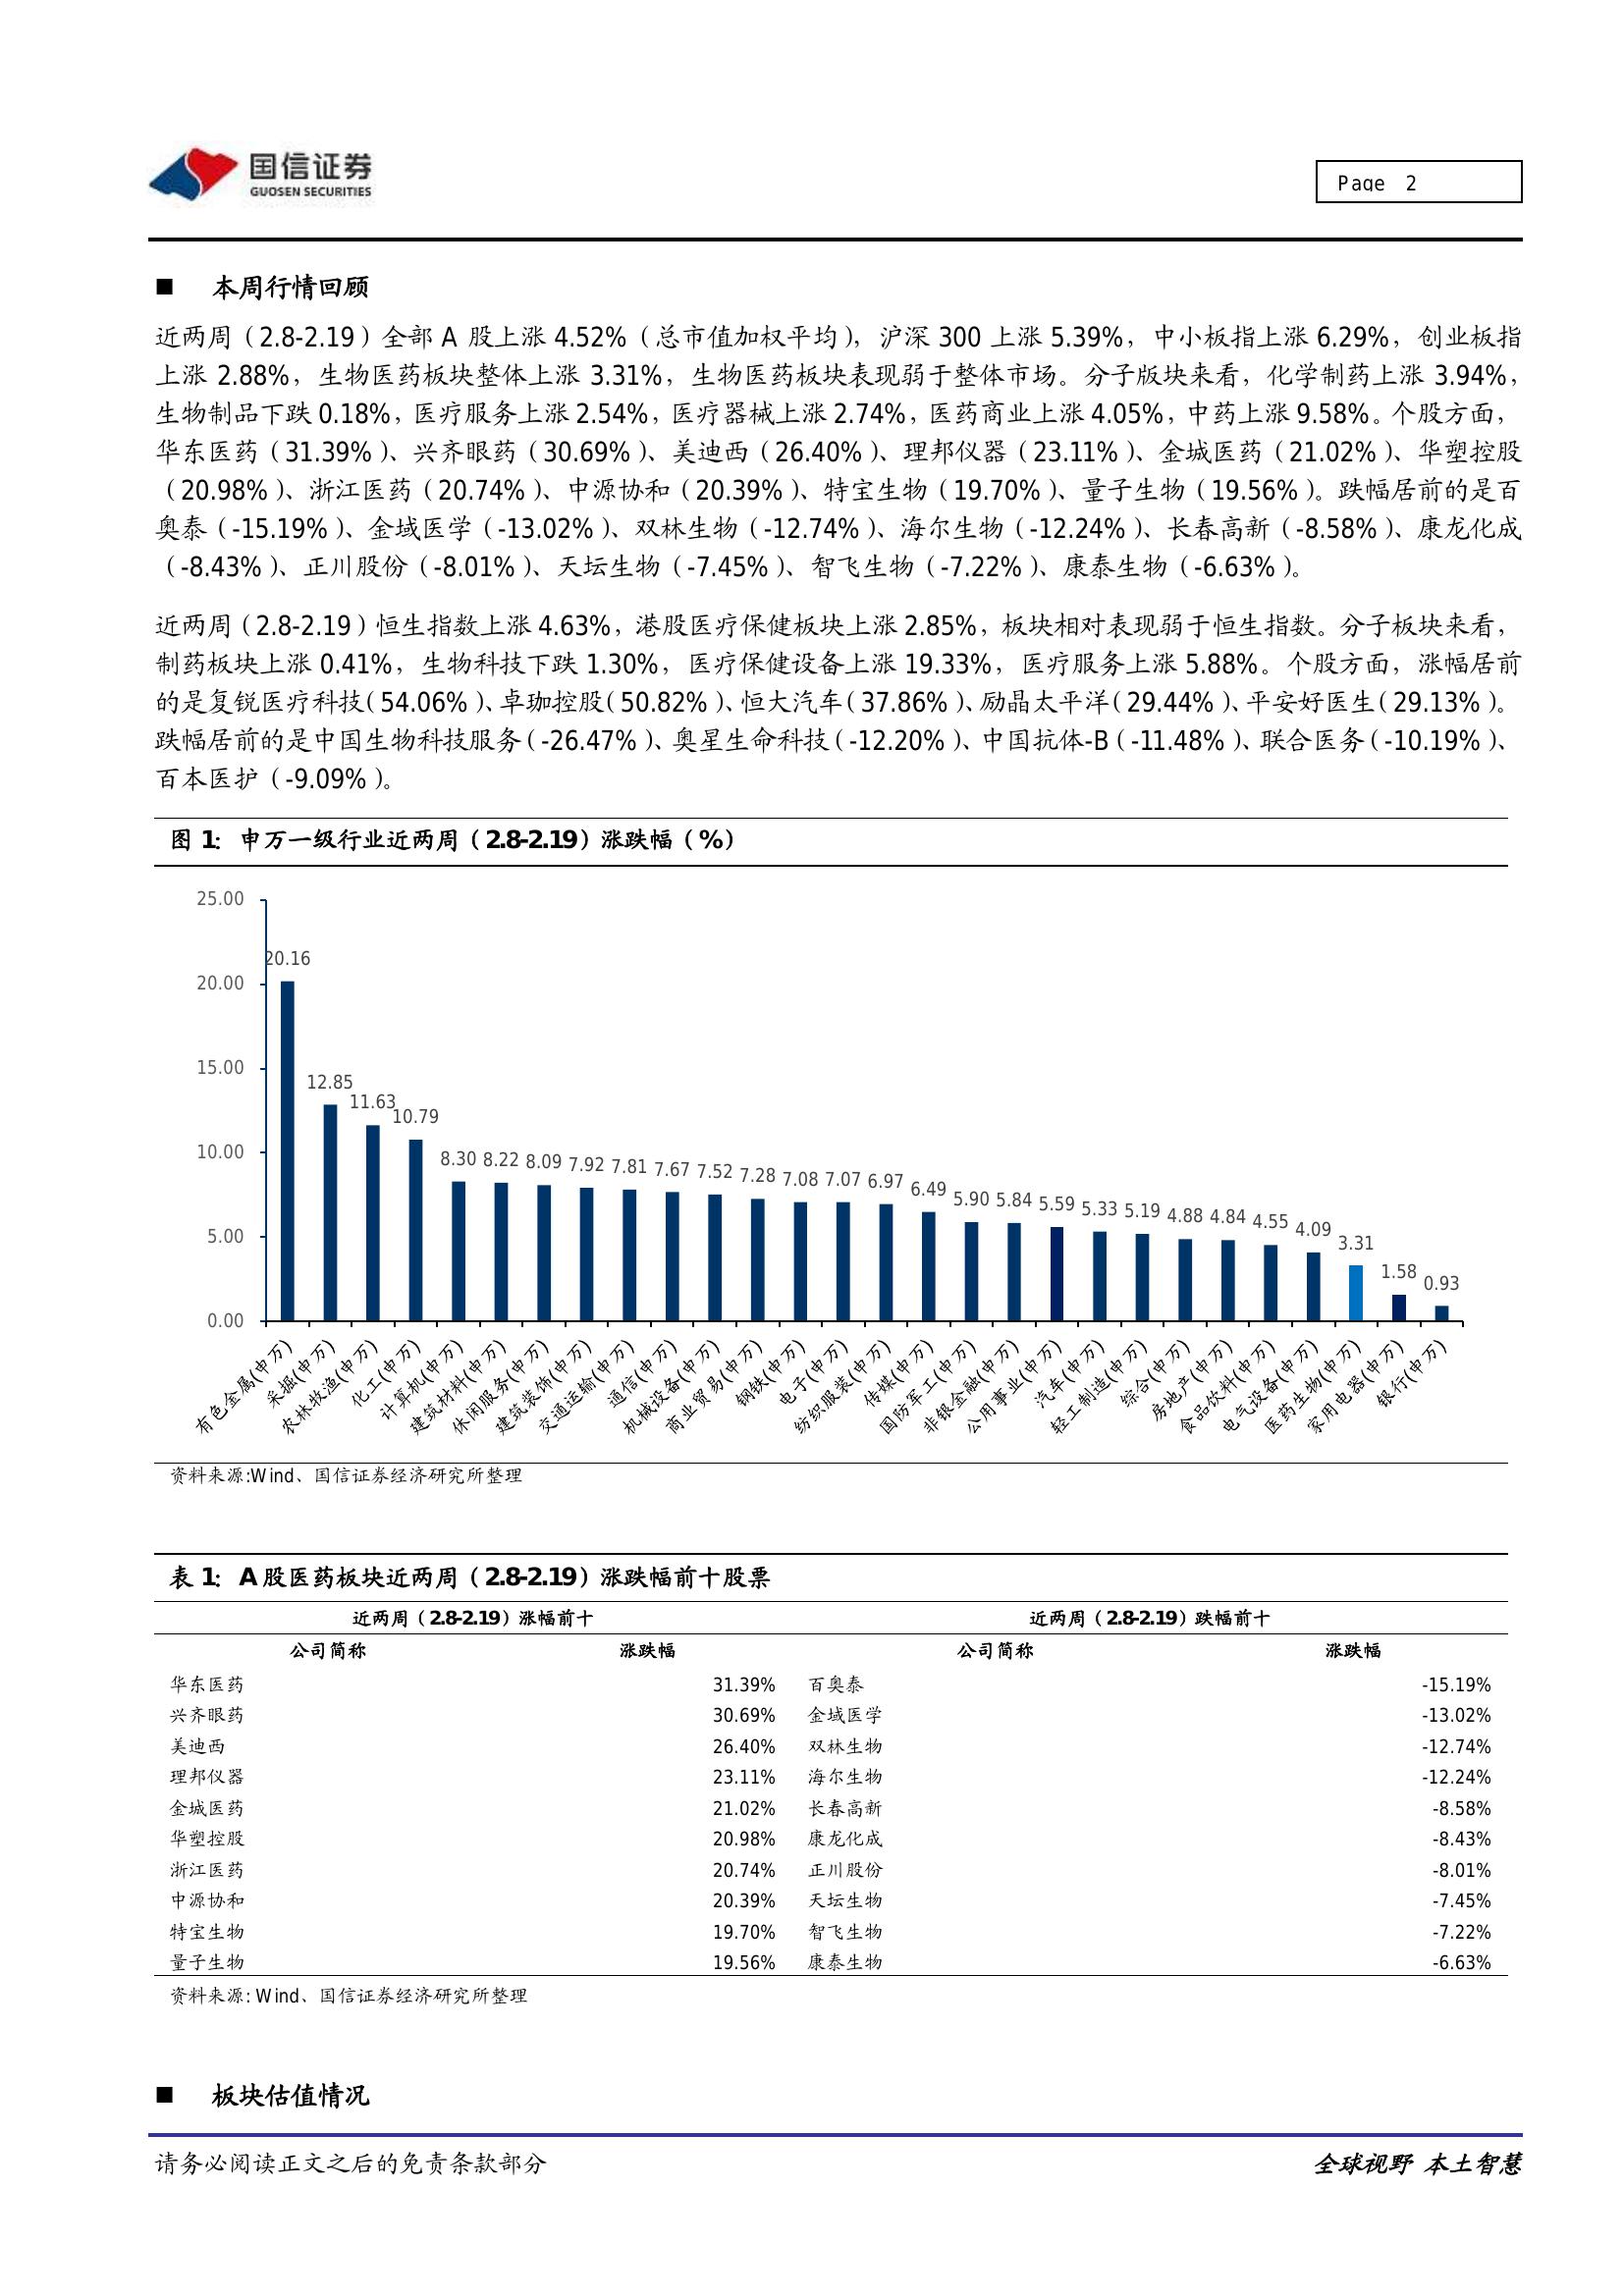 国信证券
GUOSEN SECURITIES
Page 2
■ 本周行情回顾
近两周（2.8-2.19）全部 A 股上涨 4.52%（总市值加权平均），沪深 300 上涨 5.39%，中小板指上涨 6.29%，创业板指
上涨 2.88%，生物医药板块整体上涨 3.31%，生物医药板块表现弱于整体市场。分子版块来看，化学制药上涨 3.94%，
生物制品下跌 0.18%，医疗服务上涨 2.54%，医疗器械上涨 2.74%，医药商业上涨 4.05%，中药上涨 9.58%。个股方面，
华东医药（31.39%）、兴齐眼药（30.69%）、美迪西（26.40%）、理邦仪器（23.11%）、金城医药（21.02%）、华塑控股
（20.98%）、浙江医药（20.74%）、中源协和（20.39%）、特宝生物（19.70%）、量子生物（19.56%）。跌幅居前的是百
奥泰（-15.19%）、金域医学（-13.02%）、双林生物（-12.74%）、海尔生物（-12.24%）、长春高新（-8.58%）、康龙化成
（-8.43%）、正川股份（-8.01%）、天坛生物（-7.45%）、智飞生物（-7.22%）、康泰生物（-6.63%）。
近两周（2.8-2.19）恒生指数上涨 4.63%，港股医疗保健板块上涨 2.85%，板块相对表现弱于恒生指数。分子板块来看，
制药板块上涨 0.41%，生物科技下跌 1.30%，医疗保健设备上涨 19.33%，医疗服务上涨 5.88%。个股方面，涨幅居前
的是复锐医疗科技（54.06%）、卓珈控股（50.82%）、恒大汽车（37.86%）、励晶太平洋（29.44%）、平安好医生（29.13%）。
跌幅居前的是中国生物科技服务（-26.47%）、奥星生命科技（-12.20%）、中国抗体-B（-11.48%）、联合医务（-10.19%）、
百本医护（-9.09%）。
图 1：申万一级行业近两周（2.8-2.19）涨跌幅（%）
25.00
20.00
15.00
10.00
5.00
0.00
20.16 12.85 11.63 10.79 8.30 8.22 8.09 7.92 7.81 7.67 7.52 7.28 7.08 7.07 6.97 6.49 5.90 5.84 5.59 5.33 5.19 4.88 4.84 4.55 4.09 3.31 1.58 0.93
有色金属(申万)
采掘(申万)
农林牧渔(申万)
化工(申万)
计算机(申万)
建筑材料(申万)
休闲服务(申万)
建筑装饰(申万)
交通运输(申万)
通信(申万)
机械设备(申万)
商业贸易(申万)
钢铁(申万)
电子(申万)
纺织服装(申万)
传媒(申万)
国防军工(申万)
非银金融(申万)
公用事业(申万)
汽车(申万)
轻工制造(申万)
综合(申万)
房地产(申万)
食品饮料(申万)
电气设备(申万)
医药生物(申万)
家用电器(申万)
银行(申万)
资料来源:Wind、国信证券经济研究所整理
表 1：A 股医药板块近两周（2.8-2.19）涨跌幅前十股票
近两周（2.8-2.19）涨幅前十 近两周（2.8-2.19）跌幅前十
公司简称 涨跌幅 公司简称 涨跌幅
华东医药 31.39% 百奥泰 -15.19%
兴齐眼药 30.69% 金域医学 -13.02%
美迪西 26.40% 双林生物 -12.74%
理邦仪器 23.11% 海尔生物 -12.24%
金城医药 21.02% 长春高新 -8.58%
华塑控股 20.98% 康龙化成 -8.43%
浙江医药 20.74% 正川股份 -8.01%
中源协和 20.39% 天坛生物 -7.45%
特宝生物 19.70% 智飞生物 -7.22%
量子生物 19.56% 康泰生物 -6.63%
资料来源: Wind、国信证券经济研究所整理
■ 板块估值情况
请务必阅读正文之后的免责条款部分 全球视野 本土智慧